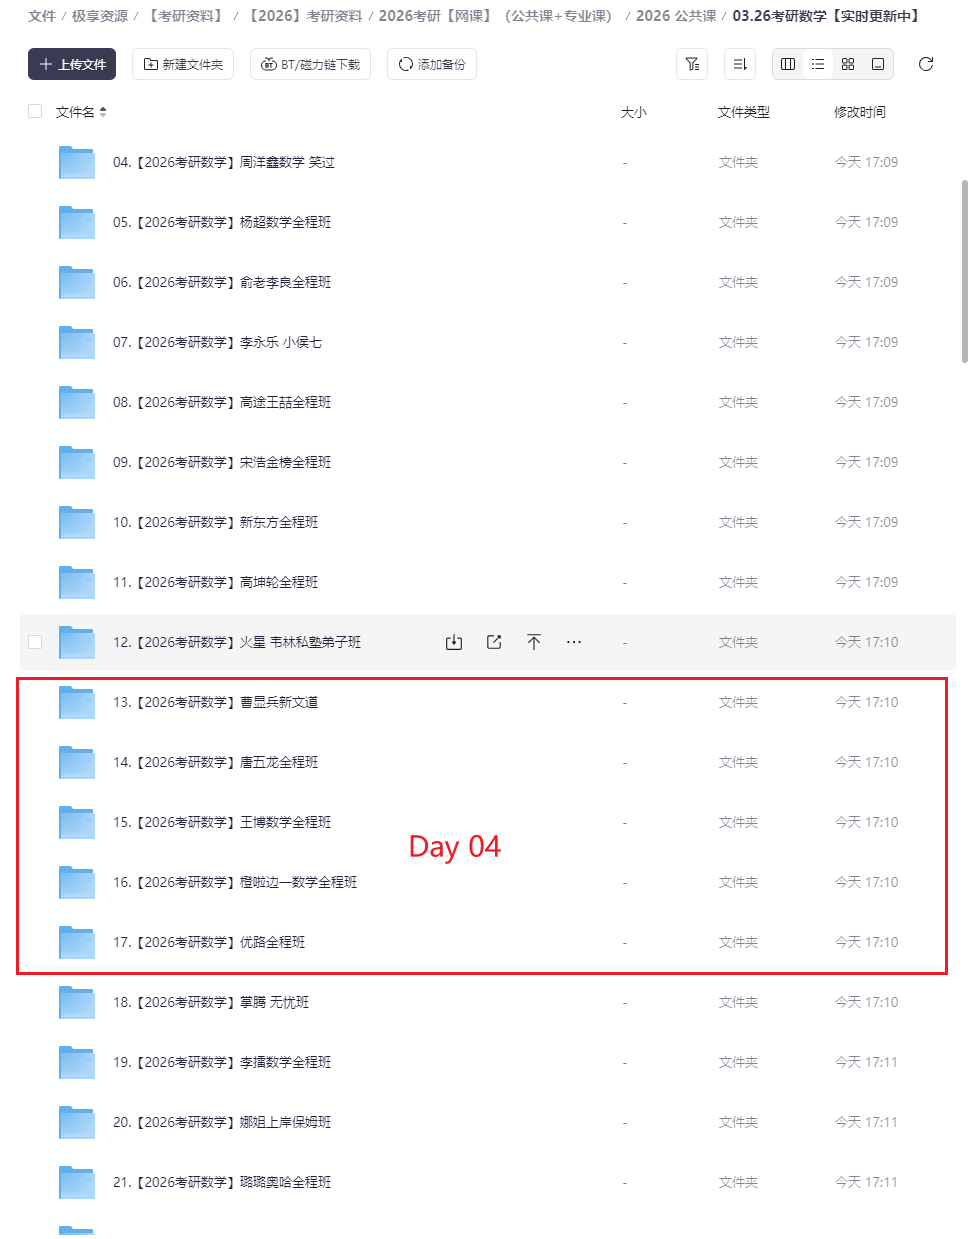 文件 / 极享资源 / 【考研资料】 / 【2026】考研资料 / 2026考研【网课】（公共课+专业课） / 2026 公共课 / 03.26考研数学【实时更新中】
上传文件 新建文件夹 BT/磁力链下载 添加备份
文件名 大小 文件类型 修改时间
04.【2026考研数学】周洋鑫数学 笑过 - 文件夹 今天 17:09
05.【2026考研数学】杨超数学全程班 - 文件夹 今天 17:09
06.【2026考研数学】俞老李良全程班 - 文件夹 今天 17:09
07.【2026考研数学】李永乐 小侯七 - 文件夹 今天 17:09
08.【2026考研数学】高途王喆全程班 - 文件夹 今天 17:09
09.【2026考研数学】宋浩金榜全程班 - 文件夹 今天 17:09
10.【2026考研数学】新东方全程班 - 文件夹 今天 17:09
11.【2026考研数学】高坤轮全程班 - 文件夹 今天 17:09
12.【2026考研数学】火星 韦林私塾弟子班 - 文件夹 今天 17:10
13.【2026考研数学】曹显兵新文道 - 文件夹 今天 17:10
14.【2026考研数学】唐五龙全程班 - 文件夹 今天 17:10
15.【2026考研数学】王博数学全程班 - 文件夹 今天 17:10
Day 04
16.【2026考研数学】橙啦边一数学全程班 - 文件夹 今天 17:10
17.【2026考研数学】优路全程班 - 文件夹 今天 17:10
18.【2026考研数学】掌腾 无忧班 - 文件夹 今天 17:10
19.【2026考研数学】李擂数学全程班 - 文件夹 今天 17:11
20.【2026考研数学】娜姐上岸保姆班 - 文件夹 今天 17:11
21.【2026考研数学】璐璐奥哈全程班 - 文件夹 今天 17:11